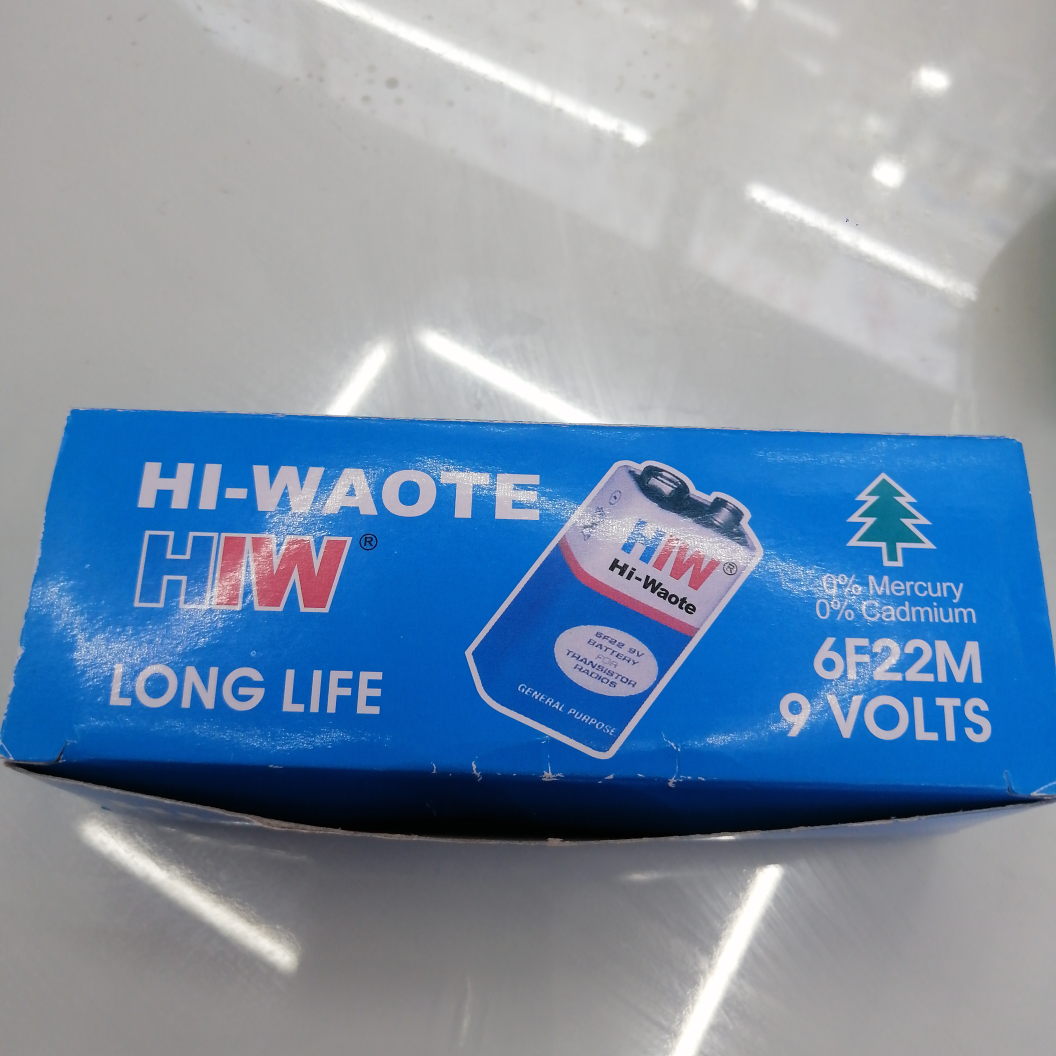 HI-WAOTE
HIW®
LONG LIFE
HIW®
Hi-Waote
6F22 9V
BATTERY
FOR
TRANSISTOR
RADIOS
GENERAL PURPOSE
0% Mercury
0% Cadmium
6F22M
9 VOLTS